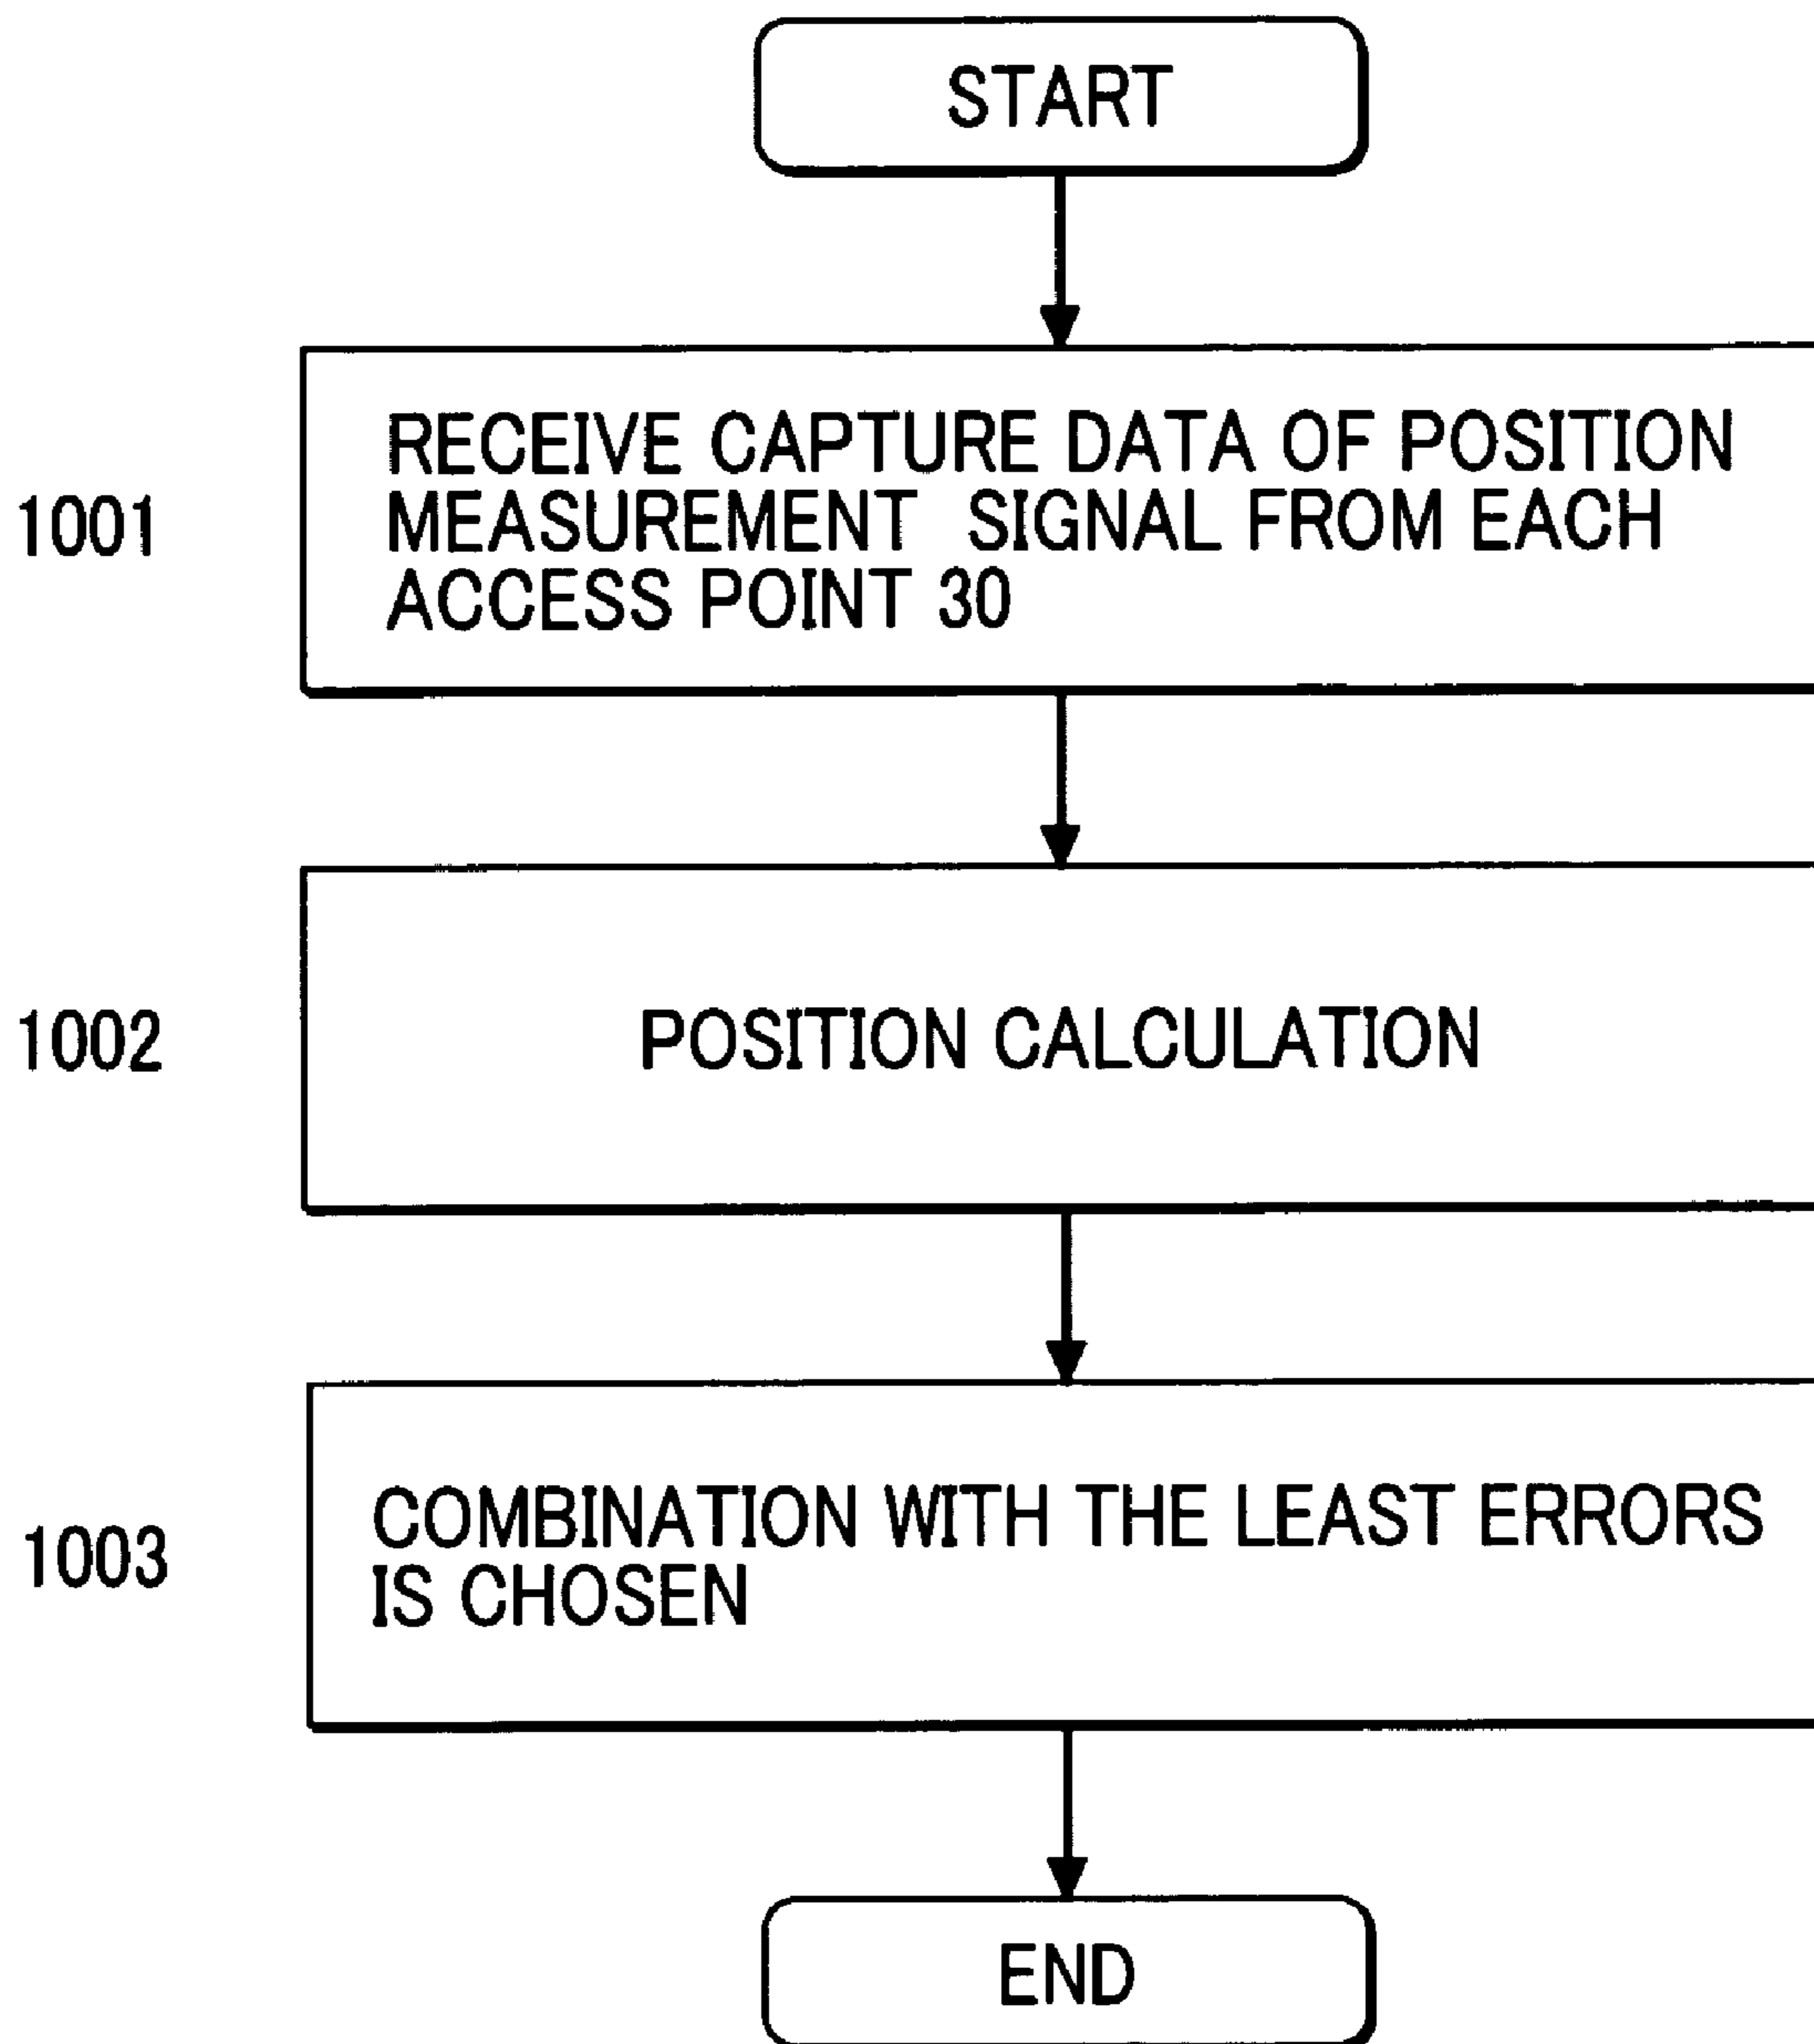 START
1001
RECEIVE CAPTURE DATA OF POSITION
MEASUREMENT SIGNAL FROM EACH
ACCESS POINT 30
1002
POSITION CALCULATION
1003
COMBINATION WITH THE LEAST ERRORS
IS CHOSEN
END